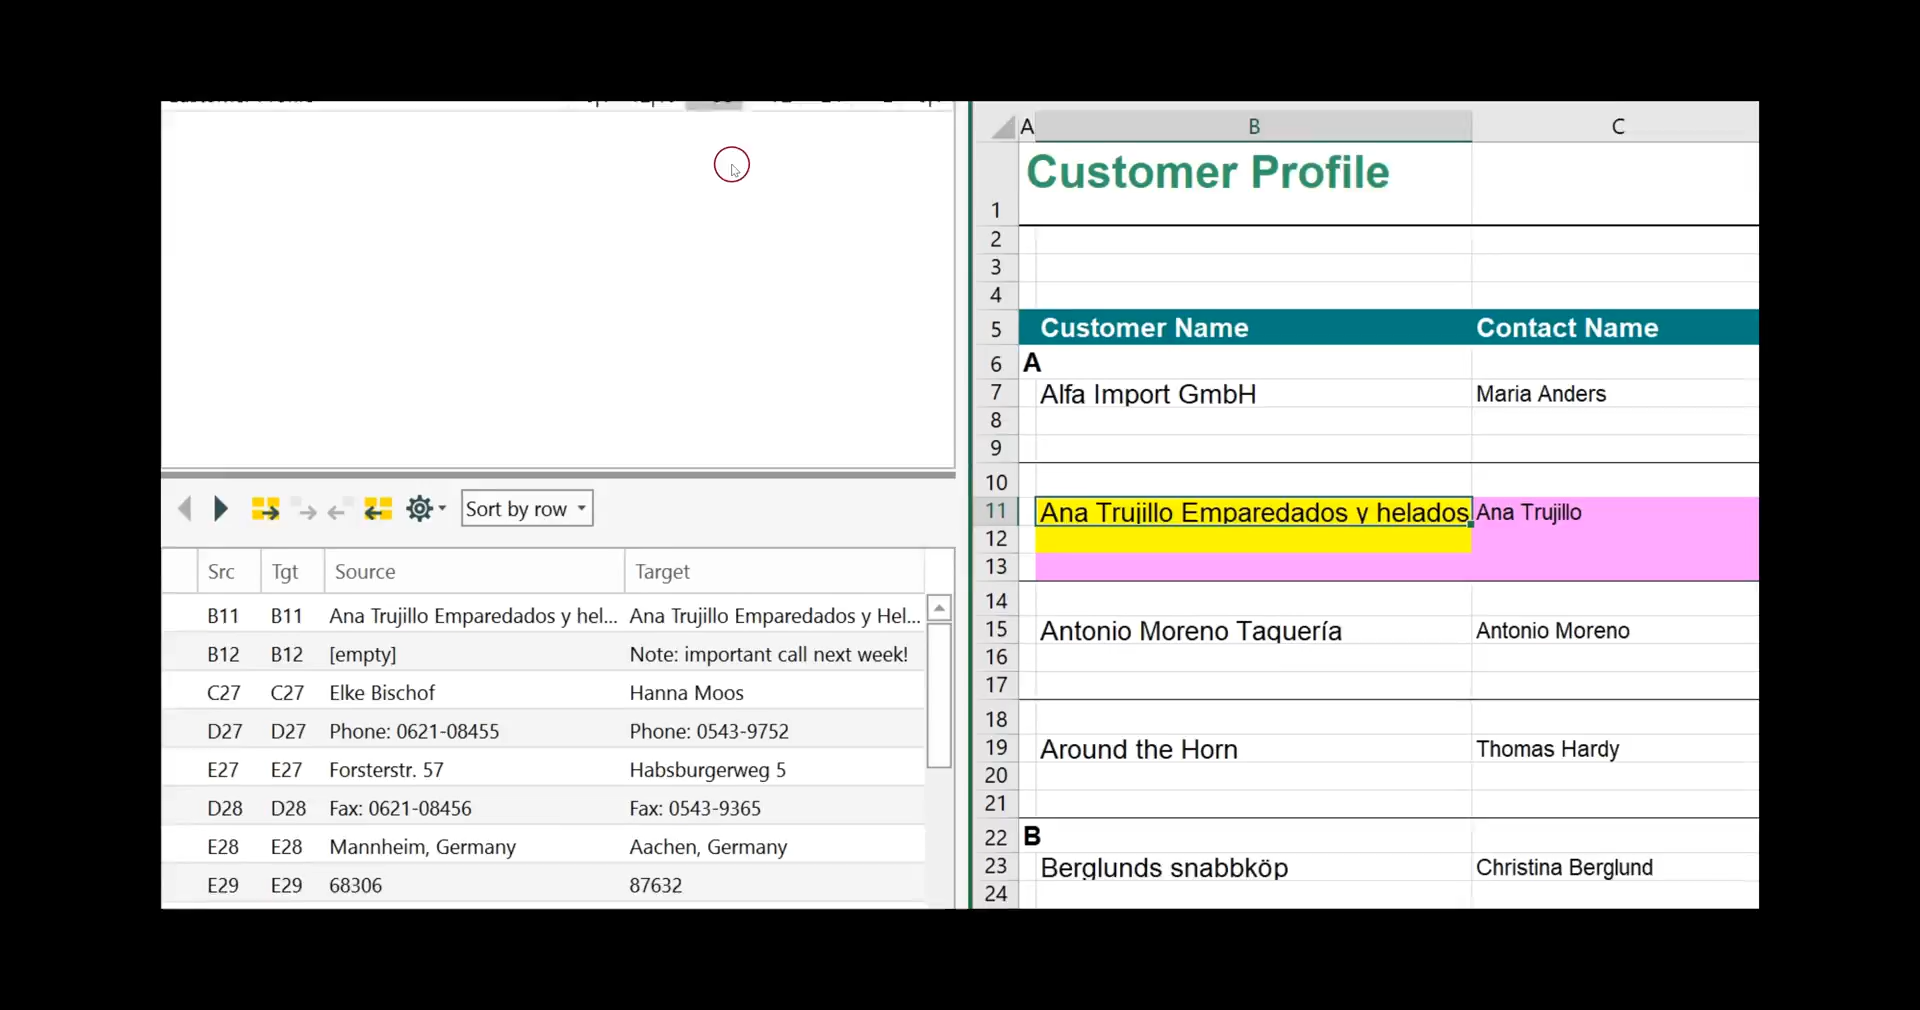 Sort by row
Src Tgt Source Target
B11 B11 Ana Trujillo Emparedados y hel... Ana Trujillo Emparedados y Hel...
B12 B12 [empty] Note: important call next week!
C27 C27 Elke Bischof Hanna Moos
D27 D27 Phone: 0621-08455 Phone: 0543-9752
E27 E27 Forsterstr. 57 Habsburgerweg 5
D28 D28 Fax: 0621-08456 Fax: 0543-9365
E28 E28 Mannheim, Germany Aachen, Germany
E29 E29 68306 87632
A B C
Customer Profile
1
2
3
4
5 Customer Name Contact Name
6 A
7 Alfa Import GmbH Maria Anders
8
9
10
11 Ana Trujillo Emparedados y helados Ana Trujillo
12
13
14
15 Antonio Moreno Taquería Antonio Moreno
16
17
18
19 Around the Horn Thomas Hardy
20
21
22 B
23 Berglunds snabbköp Christina Berglund
24